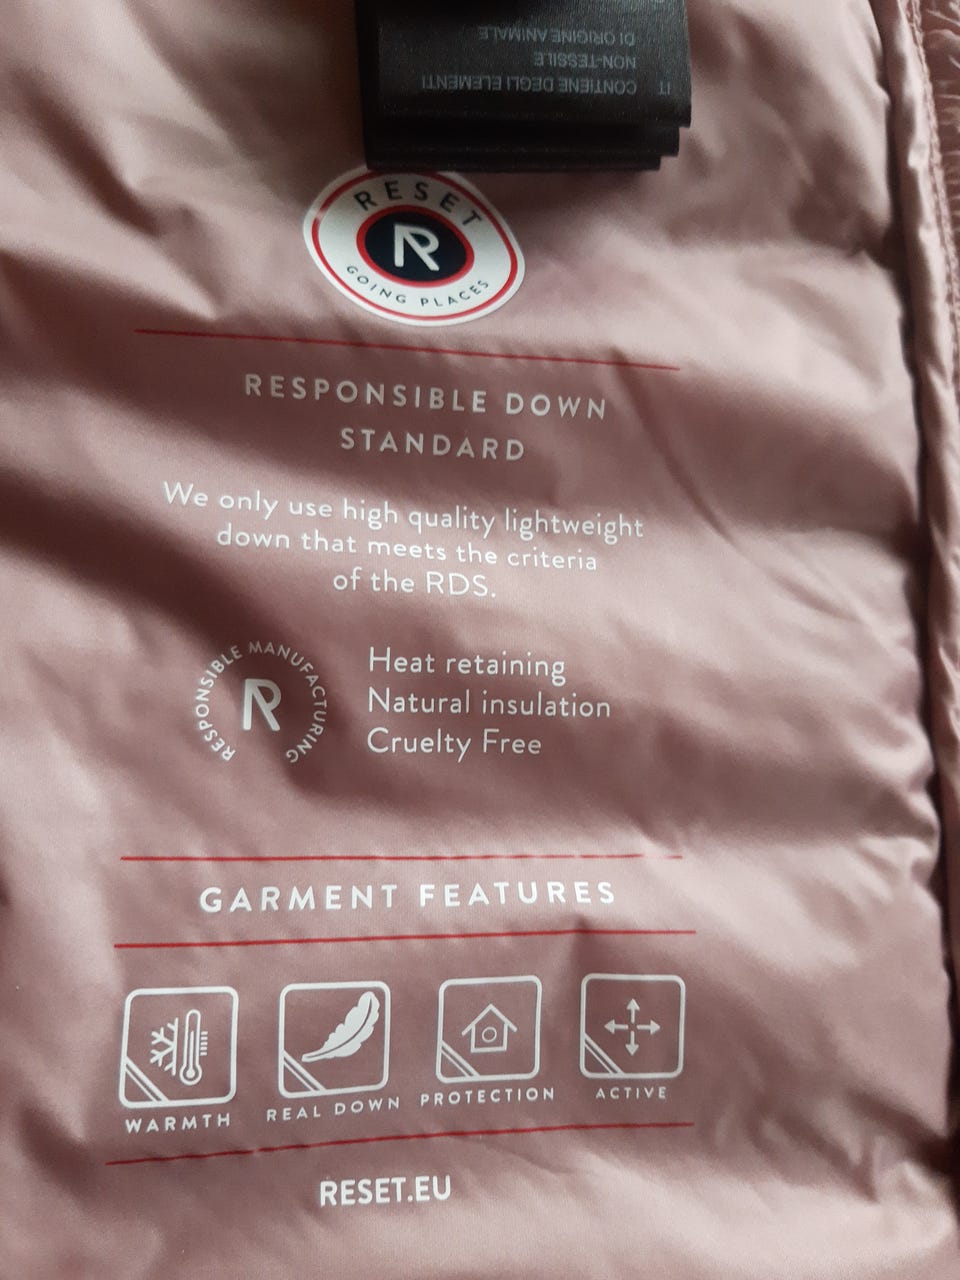 IT CONTIENE DEGLI ELEMENTI
NON-TESSILE
DI ORIGINE ANIMALE
RESET
R
GOING PLACES
RESPONSIBLE DOWN
STANDARD
We only use high quality lightweight
down that meets the criteria
of the RDS.
RESPONSIBLE MANUFACTURING
R
Heat retaining
Natural insulation
Cruelty Free
GARMENT FEATURES
WARMTH
REAL DOWN
PROTECTION
ACTIVE
RESET.EU